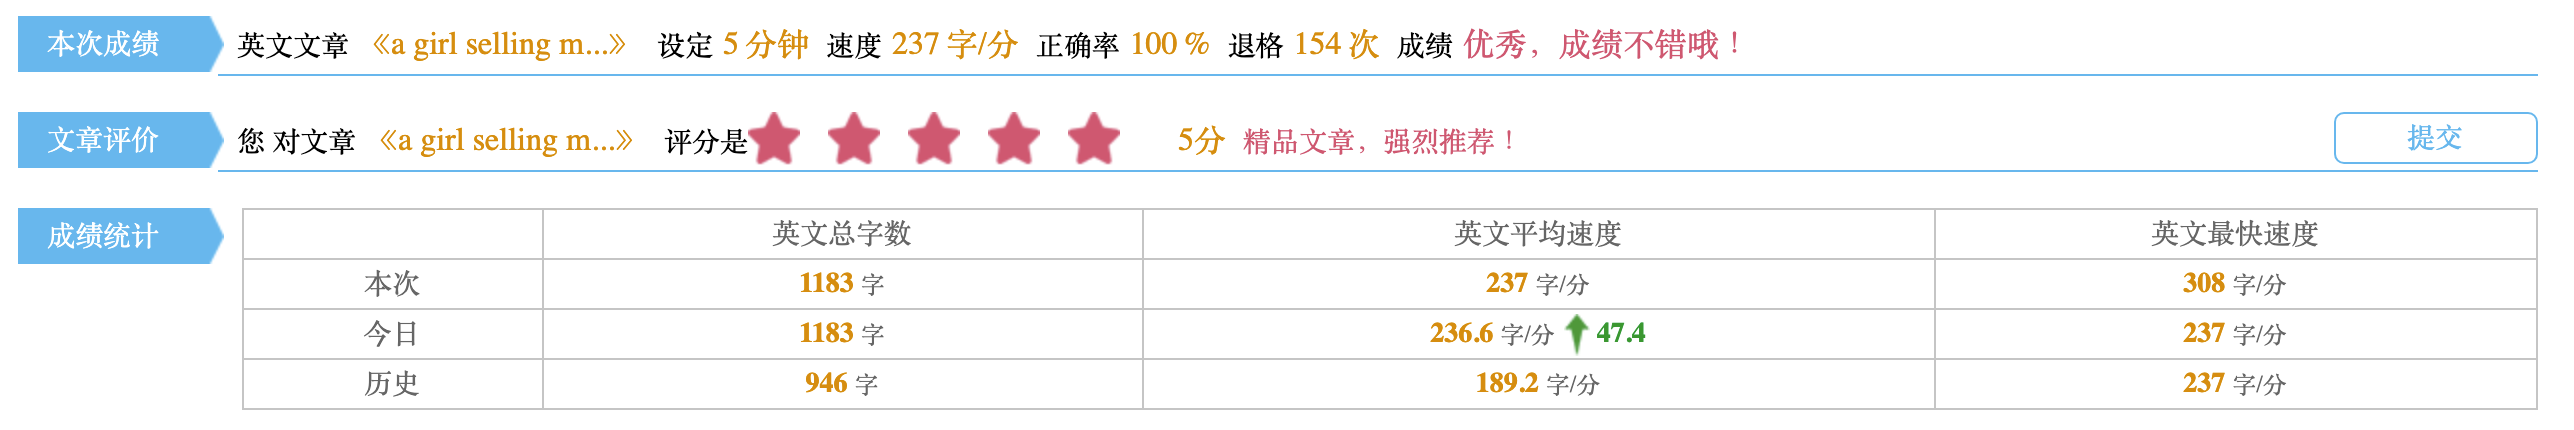 本次成绩 英文文章 《a girl selling m...》 设定 5 分钟 速度 237 字/分 正确率 100 % 退格 154 次 成绩 优秀，成绩不错哦！
文章评价 您 对文章 《a girl selling m...》 评分是 5分 精品文章，强烈推荐！ 提交
成绩统计 英文总字数 英文平均速度 英文最快速度
本次 1183 字 237 字/分 308 字/分
今日 1183 字 236.6 字/分 47.4 237 字/分
历史 946 字 189.2 字/分 237 字/分